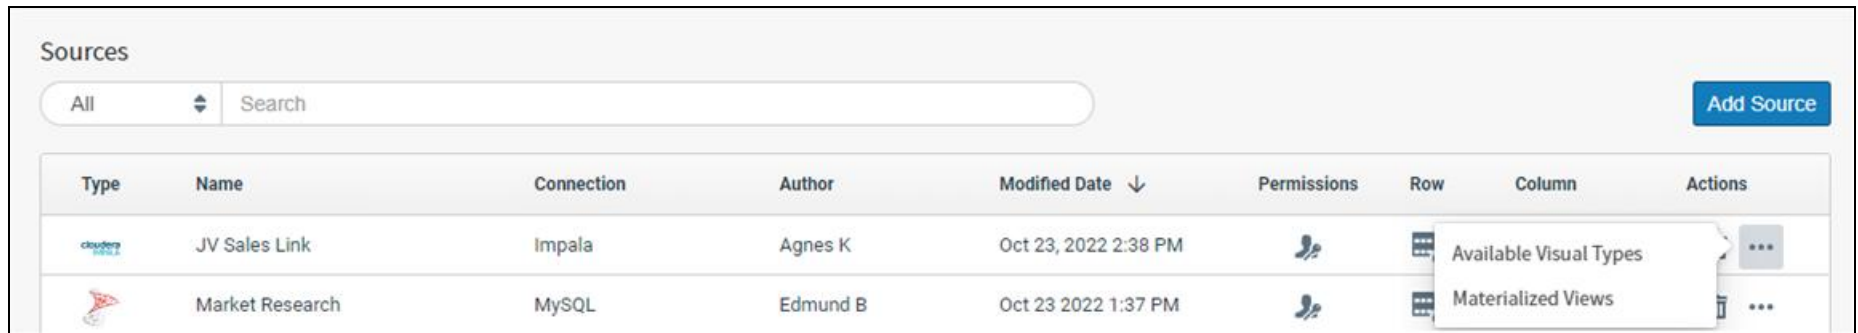 Sources
All Search Add Source
Type Name Connection Author Modified Date Permissions Row Column Actions
cloudera JV Sales Link Impala Agnes K Oct 23, 2022 2:38 PM
Available Visual Types
Market Research MySQL Edmund B Oct 23 2022 1:37 PM
Materialized Views